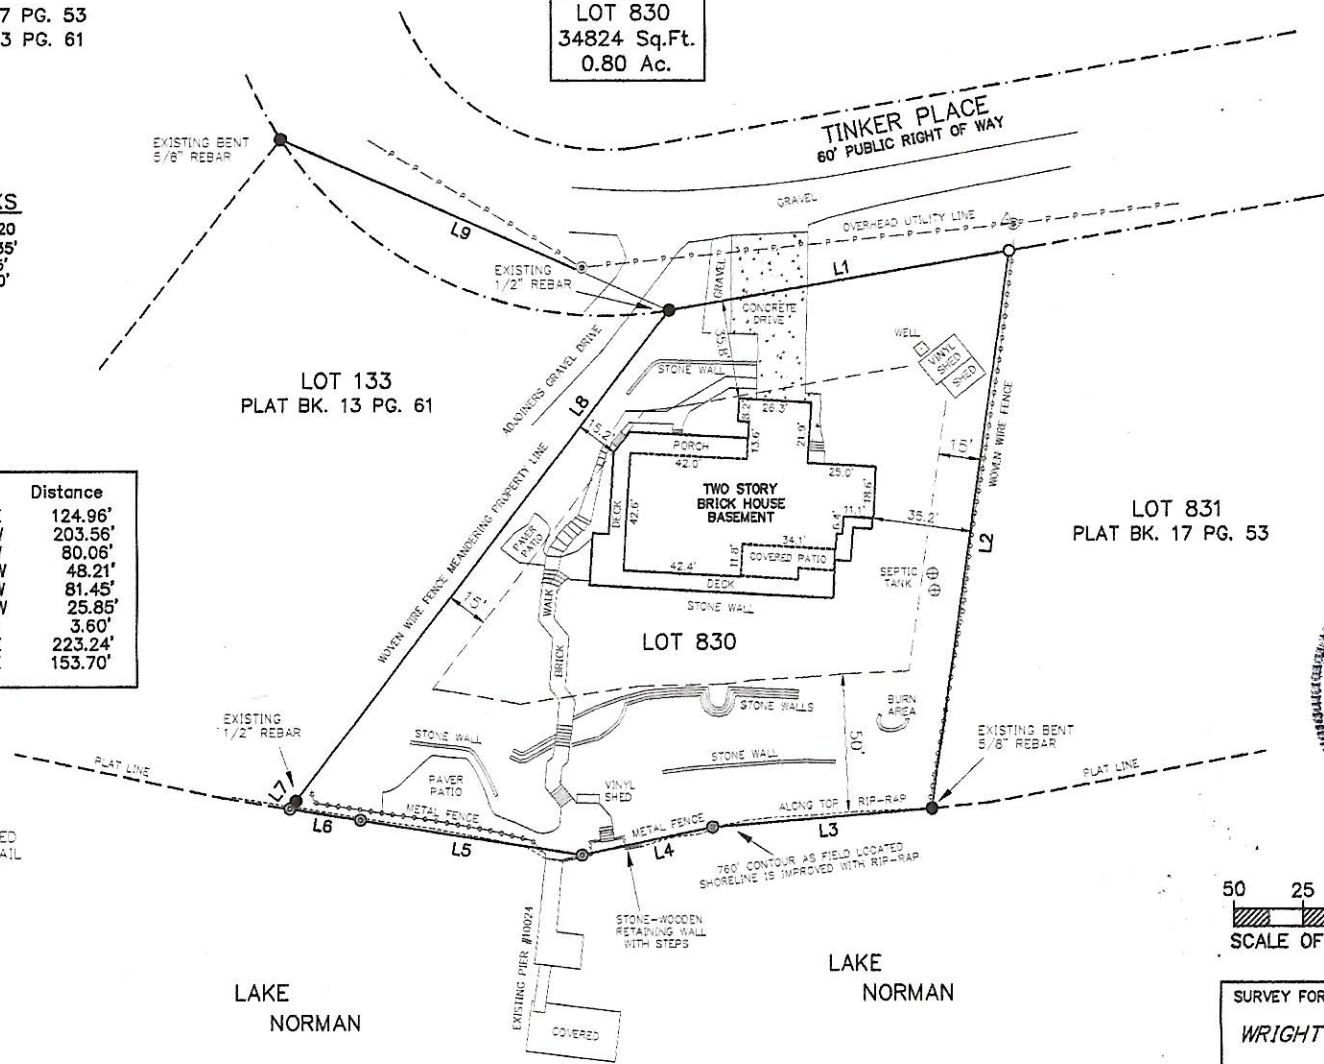 7 PG. 53
3 PG. 61
LOT 830
34824 Sq.Ft.
0.80 Ac.
TINKER PLACE
60' PUBLIC RIGHT OF WAY
EXISTING BENT
5/8" REBAR
KS
20
35'
5'
0'
L9
GRAVEL
OVERHEAD UTILITY LINE
EXISTING
1/2" REBAR
L1
GRAVEL
CONCRETE
DRIVE
35.8'
WELL
VINYL
SHED
SHED
ADJOINERS GRAVEL DRIVE
STONE WALL
LOT 133
PLAT BK. 13 PG. 61
L8
15.2'
8.2'
26.3'
WOVEN WIRE FENCE
PORCH
42.0'
13.6'
21.9'
25.0'
18.6'
15'
TWO STORY
BRICK HOUSE
BASEMENT
DECK
42.6'
11.1'
6.4'
35.2'
L2
LOT 831
PLAT BK. 17 PG. 53
Distance
E 124.96'
W 203.56'
W 80.06'
W 48.21'
W 81.45'
W 25.85'
3.60'
E 223.24'
E 153.70'
WOVEN WIRE FENCE MEANDERING PROPERTY LINE
PAVER
PATIO
34.1'
COVERED PATIO
11.8'
42.4'
DECK
STONE WALL
SEPTIC
TANK
15'
WALK
BRICK
LOT 830
STONE WALLS
BURN
AREA
50'
EXISTING
1/2" REBAR
STONE WALL
STONE WALL
EXISTING BENT
5/8" REBAR
PLAT LINE
PLAT LINE
L7
PAVER
PATIO
VINYL
SHED
METAL FENCE
METAL FENCE
ALONG TOP RIP-RAP
L6
L5
L4
L3
ED
AIL
760' CONTOUR AS FIELD LOCATED
SHORELINE IS IMPROVED WITH RIP-RAP
STONE-WOODEN
RETAINING WALL
WITH STEPS
EXISTING PIER #10024
COVERED
LAKE
NORMAN
LAKE
NORMAN
50 25
SCALE OF
SURVEY FOR
WRIGHT